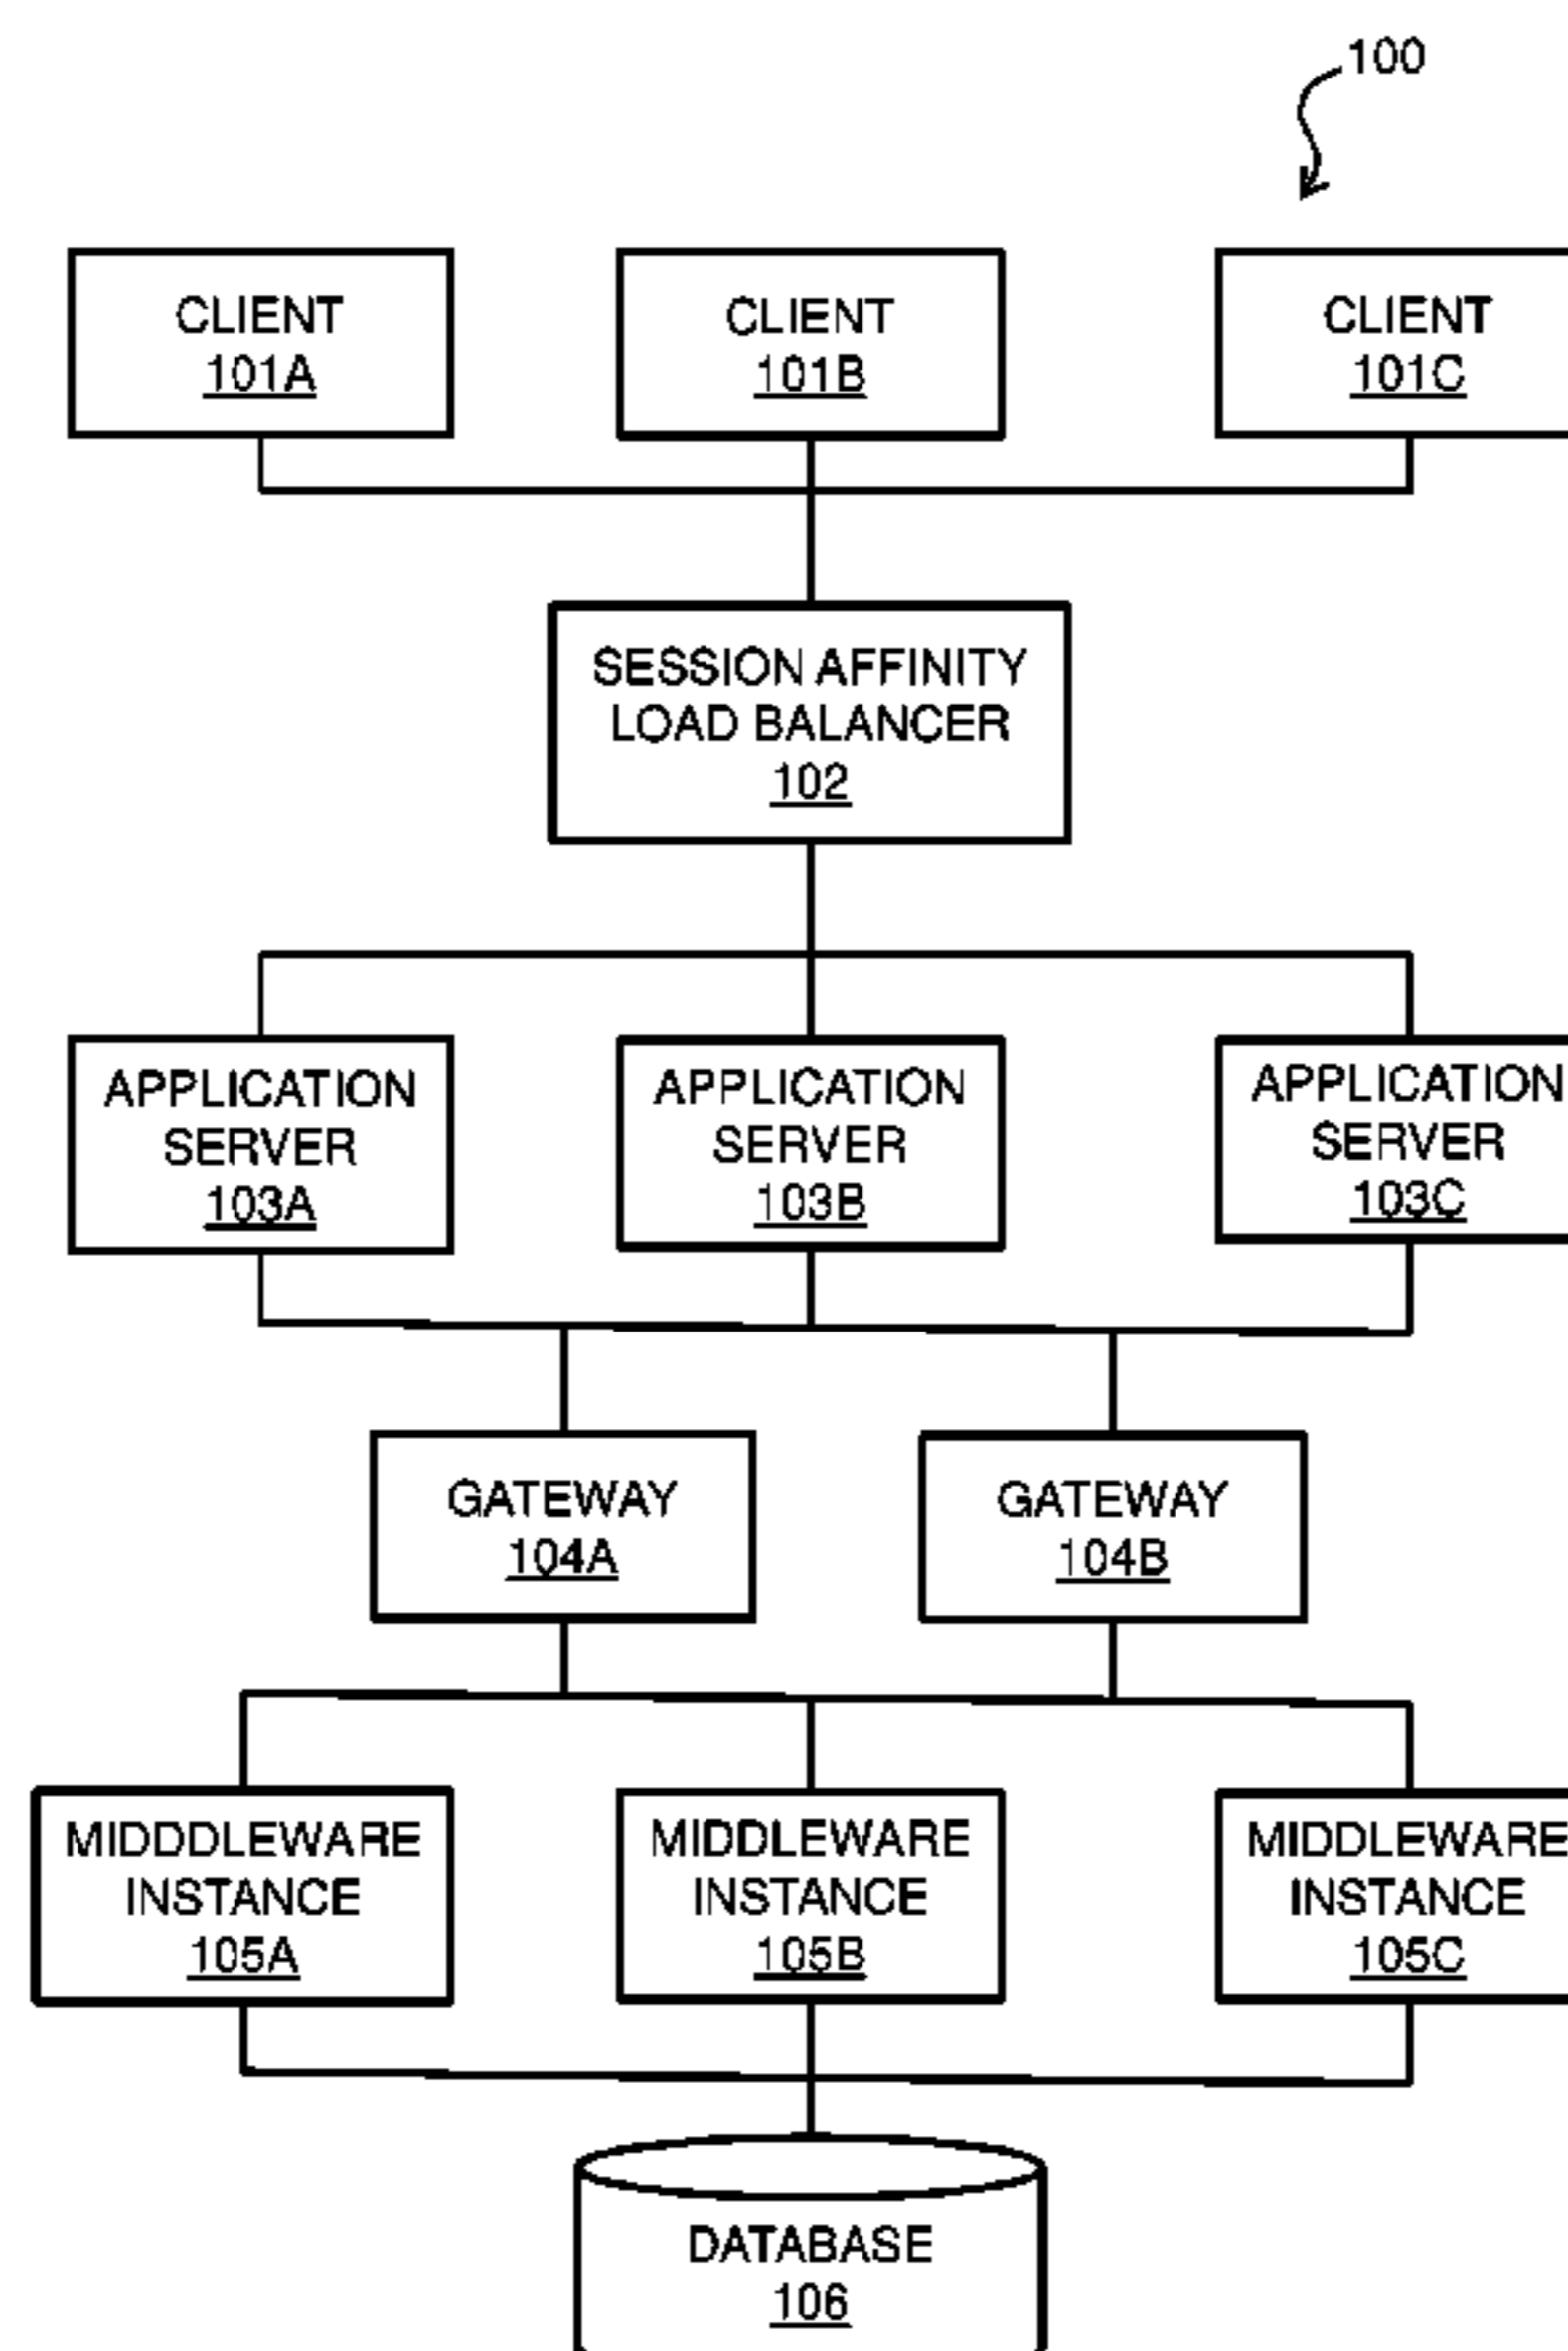 100
CLIENT
101A
CLIENT
101B
CLIENT
101C
SESSION AFFINITY
LOAD BALANCER
102
APPLICATION
SERVER
103A
APPLICATION
SERVER
103B
APPLICATION
SERVER
103C
GATEWAY
104A
GATEWAY
104B
MIDDDLEWARE
INSTANCE
105A
MIDDLEWARE
INSTANCE
105B
MIDDLEWARE
INSTANCE
105C
DATABASE
106